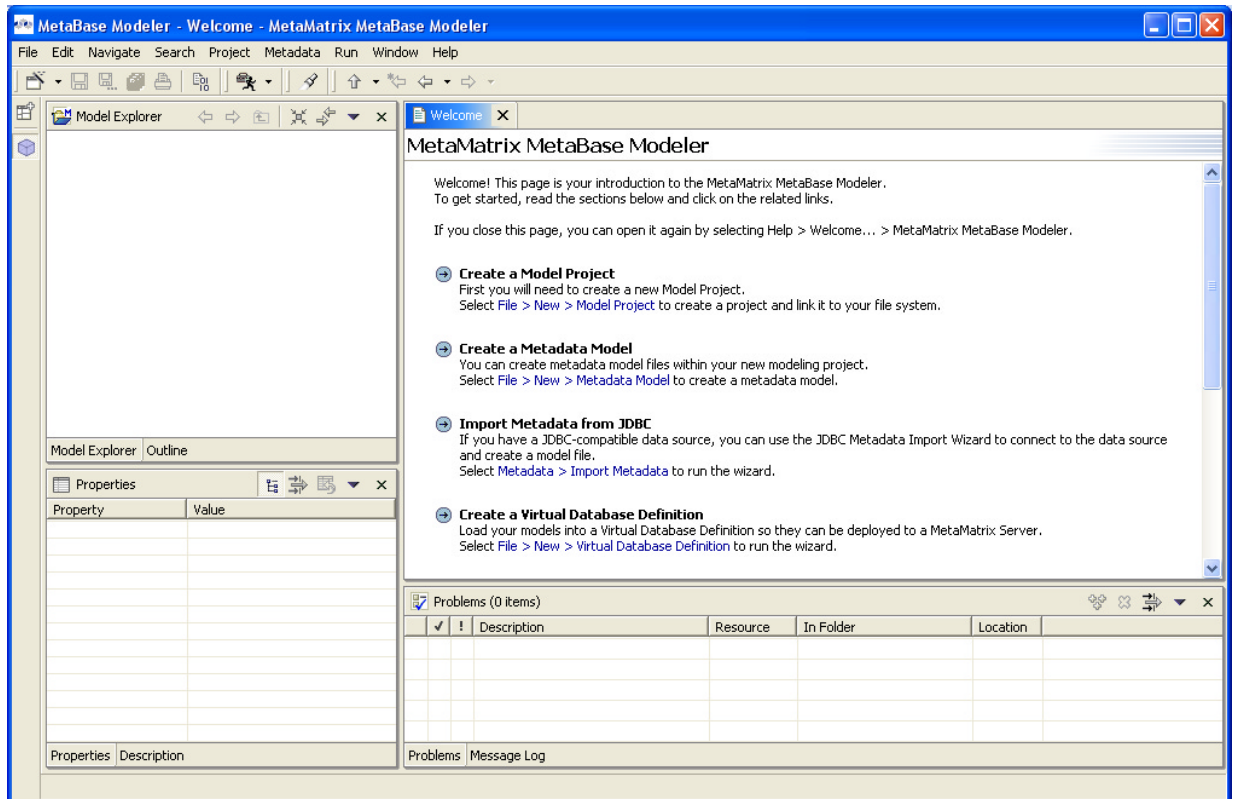 MetaBase Modeler - Welcome - MetaMatrix MetaBase Modeler
File Edit Navigate Search Project Metadata Run Window Help
Model Explorer
Model Explorer Outline
Properties
Property Value
Properties Description
Welcome
MetaMatrix MetaBase Modeler
Welcome! This page is your introduction to the MetaMatrix MetaBase Modeler.
To get started, read the sections below and click on the related links.
If you close this page, you can open it again by selecting Help > Welcome... > MetaMatrix MetaBase Modeler.
Create a Model Project
First you will need to create a new Model Project.
Select File > New > Model Project to create a project and link it to your file system.
Create a Metadata Model
You can create metadata model files within your new modeling project.
Select File > New > Metadata Model to create a metadata model.
Import Metadata from JDBC
If you have a JDBC-compatible data source, you can use the JDBC Metadata Import Wizard to connect to the data source
and create a model file.
Select Metadata > Import Metadata to run the wizard.
Create a Virtual Database Definition
Load your models into a Virtual Database Definition so they can be deployed to a MetaMatrix Server.
Select File > New > Virtual Database Definition to run the wizard.
Problems (0 items)
! Description Resource In Folder Location
Problems Message Log